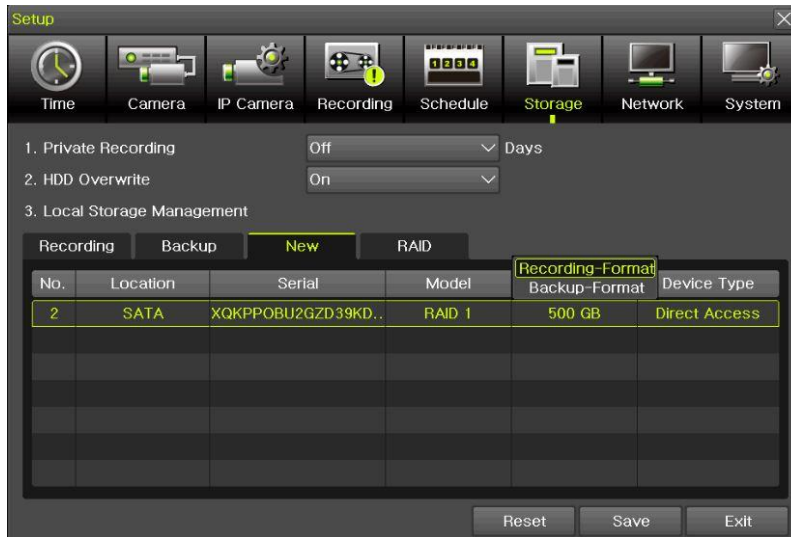 Setup
Time Camera IP Camera Recording Schedule Storage Network System
1. Private Recording Off Days
2. HDD Overwrite On
3. Local Storage Management
Recording Backup New RAID
Recording-Format
Backup-Format
No. Location Serial Model Device Type
2 SATA XQKPPOBU2GZD39KD.. RAID 1 500 GB Direct Access
Reset Save Exit